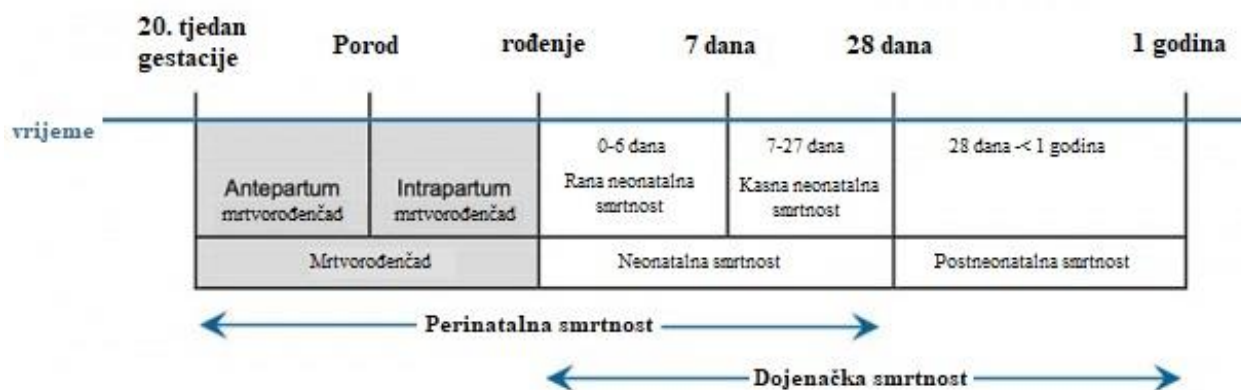 20. tjedan
gestacije
Porod
rođenje
7 dana
28 dana
1 godina
vrijeme
0-6 dana
7-27 dana
28 dana -< 1 godina
Antepartum
mrtvorođenčad
Intrapartum
mrtvorođenčad
Rana neonatalna
smrtnost
Kasna neonatalna
smrtnost
Mrtvorođenčad
Neonatalna smrtnost
Postneonatalna smrtnost
Perinatalna smrtnost
Dojenačka smrtnost